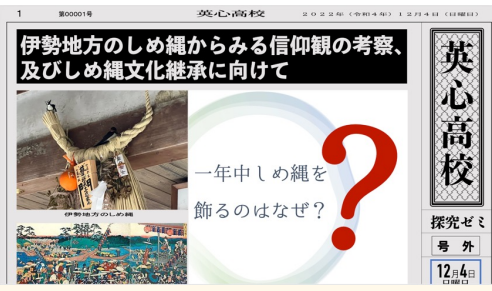 1 第00001号 英心高校 2022年（令和4年）12月4日（日曜日）
伊勢地方のしめ縄からみる信仰観の考察、
及びしめ縄文化継承に向けて
伊勢地方のしめ縄
一年中しめ縄を
飾るのはなぜ？
英心高校
探究ゼミ
号外
12月4日
日曜日